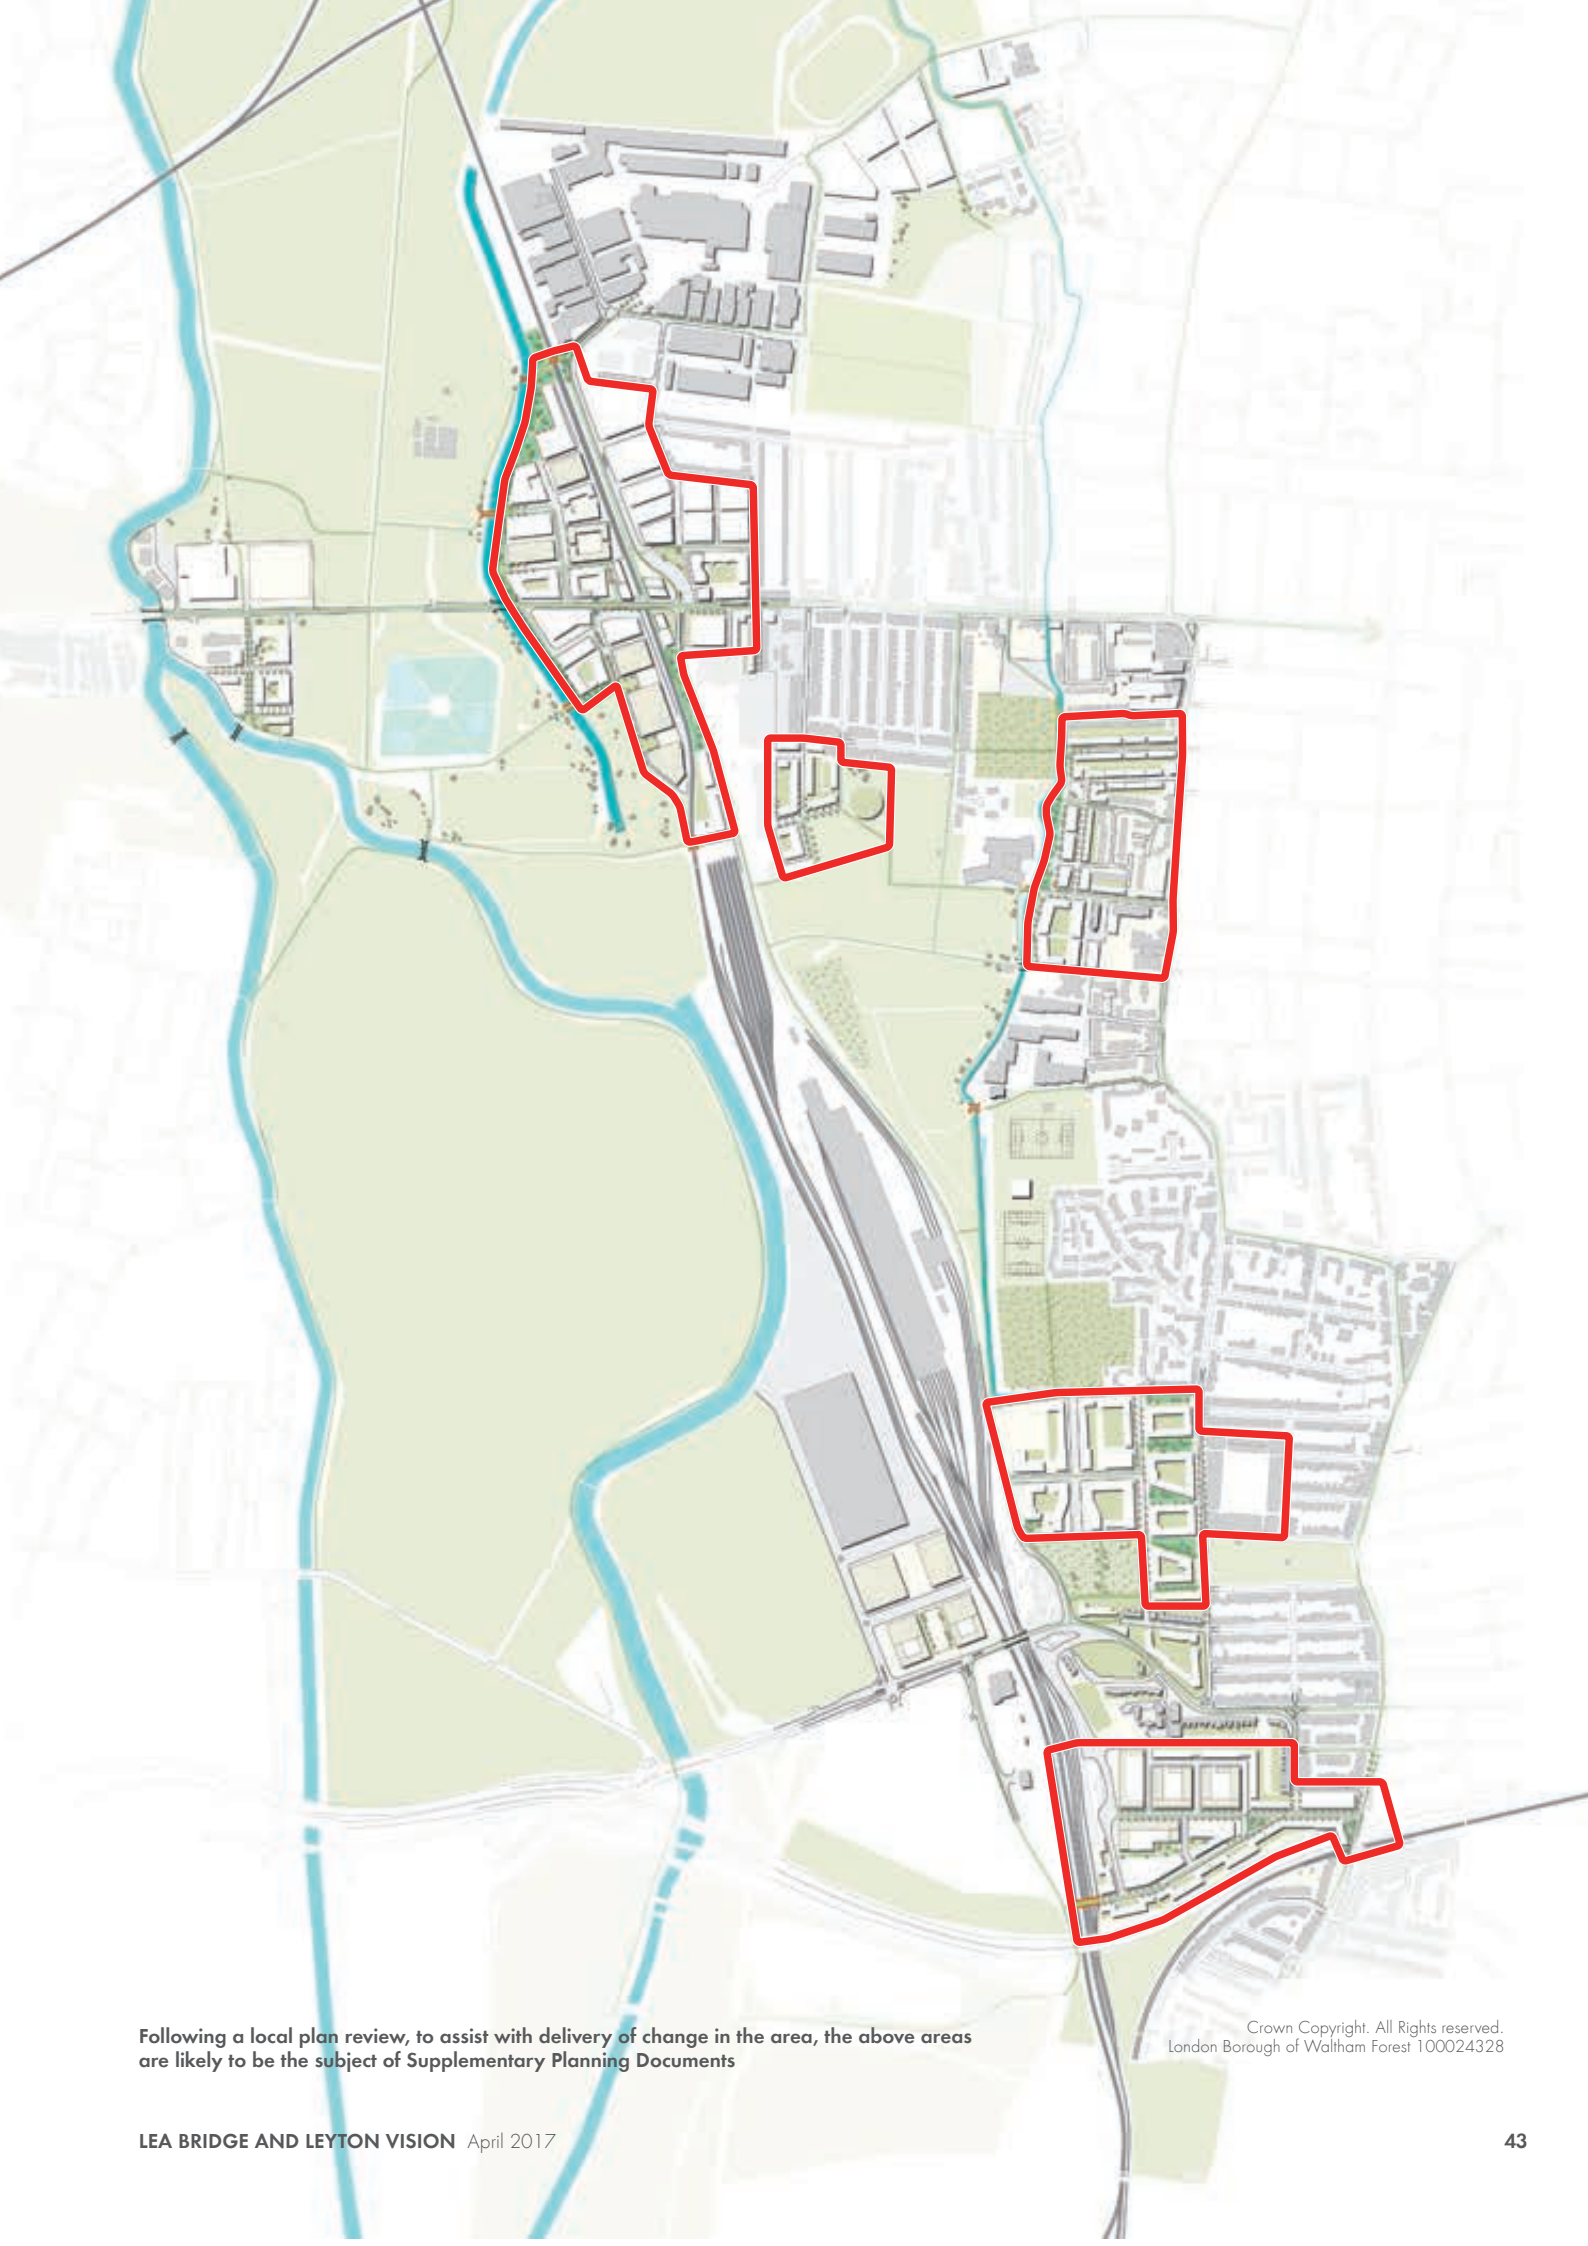 Following a local plan review, to assist with delivery of change in the area, the above areas
are likely to be the subject of Supplementary Planning Documents
Crown Copyright. All Rights reserved.
London Borough of Waltham Forest 100024328
LEA BRIDGE AND LEYTON VISION April 2017
43